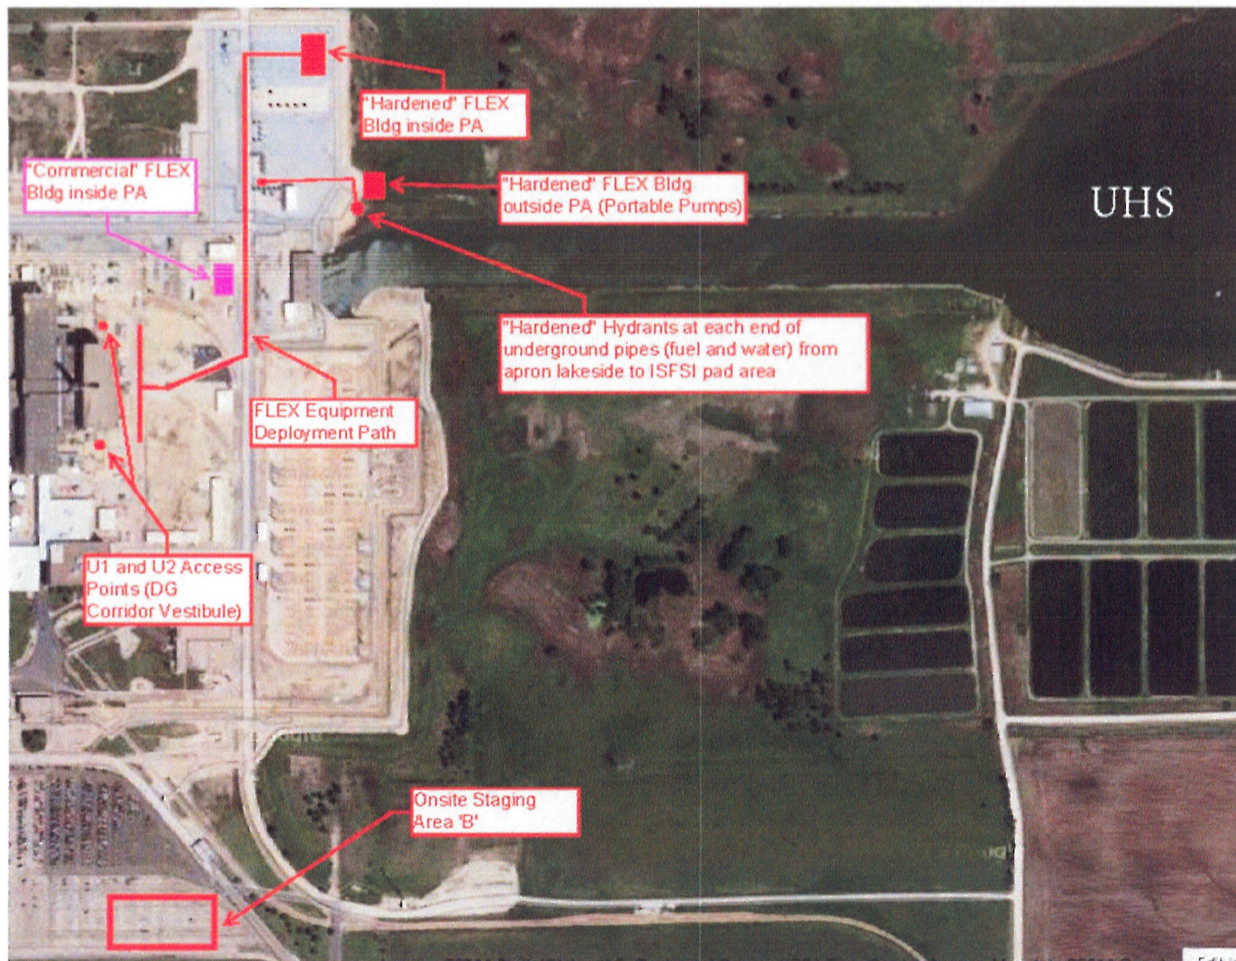 "Hardened" FLEX
Bldg inside PA
"Commercial" FLEX
Bldg inside PA
"Hardened" FLEX Bldg
outside PA (Portable Pumps)
UHS
"Hardened" Hydrants at each end of
underground pipes (fuel and water) from
apron lakeside to ISFSI pad area
FLEX Equipment
Deployment Path
U1 and U2 Access
Points (DG
Corridor Vestibule)
Onsite Staging
Area 'B'